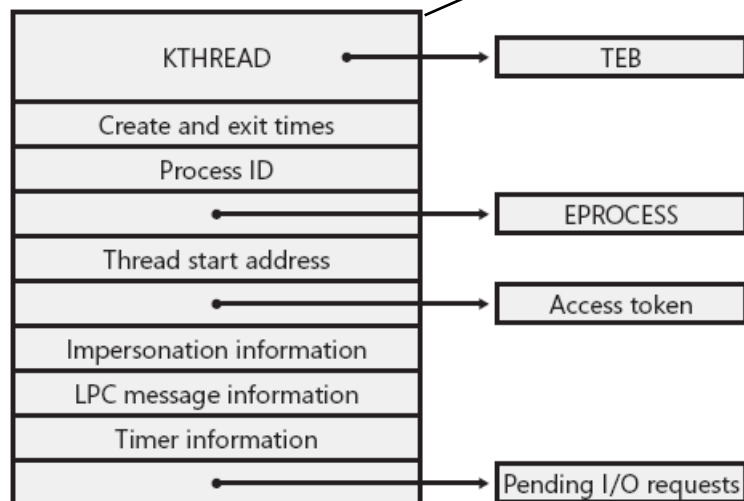 KTHREAD
TEB
Create and exit times
Process ID
EPROCESS
Thread start address
Access token
Impersonation information
LPC message information
Timer information
Pending I/O requests